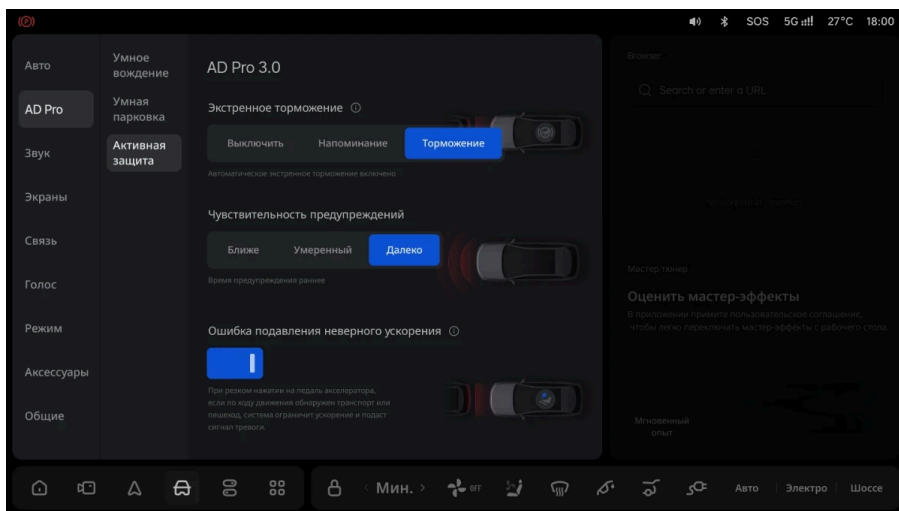 SOS 5G 27°C 18:00
Авто
AD Pro
Звук
Экраны
Связь
Голос
Режим
Аксессуары
Общие
Умное
вождение
Умная
парковка
Активная
защита
AD Pro 3.0
Экстренное торможение
Выключить Напоминание Торможение
Автоматическое экстренное торможение включено
Чувствительность предупреждений
Ближе Умеренный Далеко
Время предупреждения раннее
Ошибка подавления неверного ускорения
При резком нажатии на педаль акселератора,
если по ходу движения обнаружен транспорт или
пешеход, система ограничит ускорение и подаст
сигнал тревоги.
Browser
Search or enter a URL
Мастер-тюнер
Оценить мастер-эффекты
В приложении примите пользовательское соглашение,
чтобы легко переключить мастер-эффекты с рабочего стола.
Мгновенный
опыт
< Мин. > OFF Авто Электро Шоссе